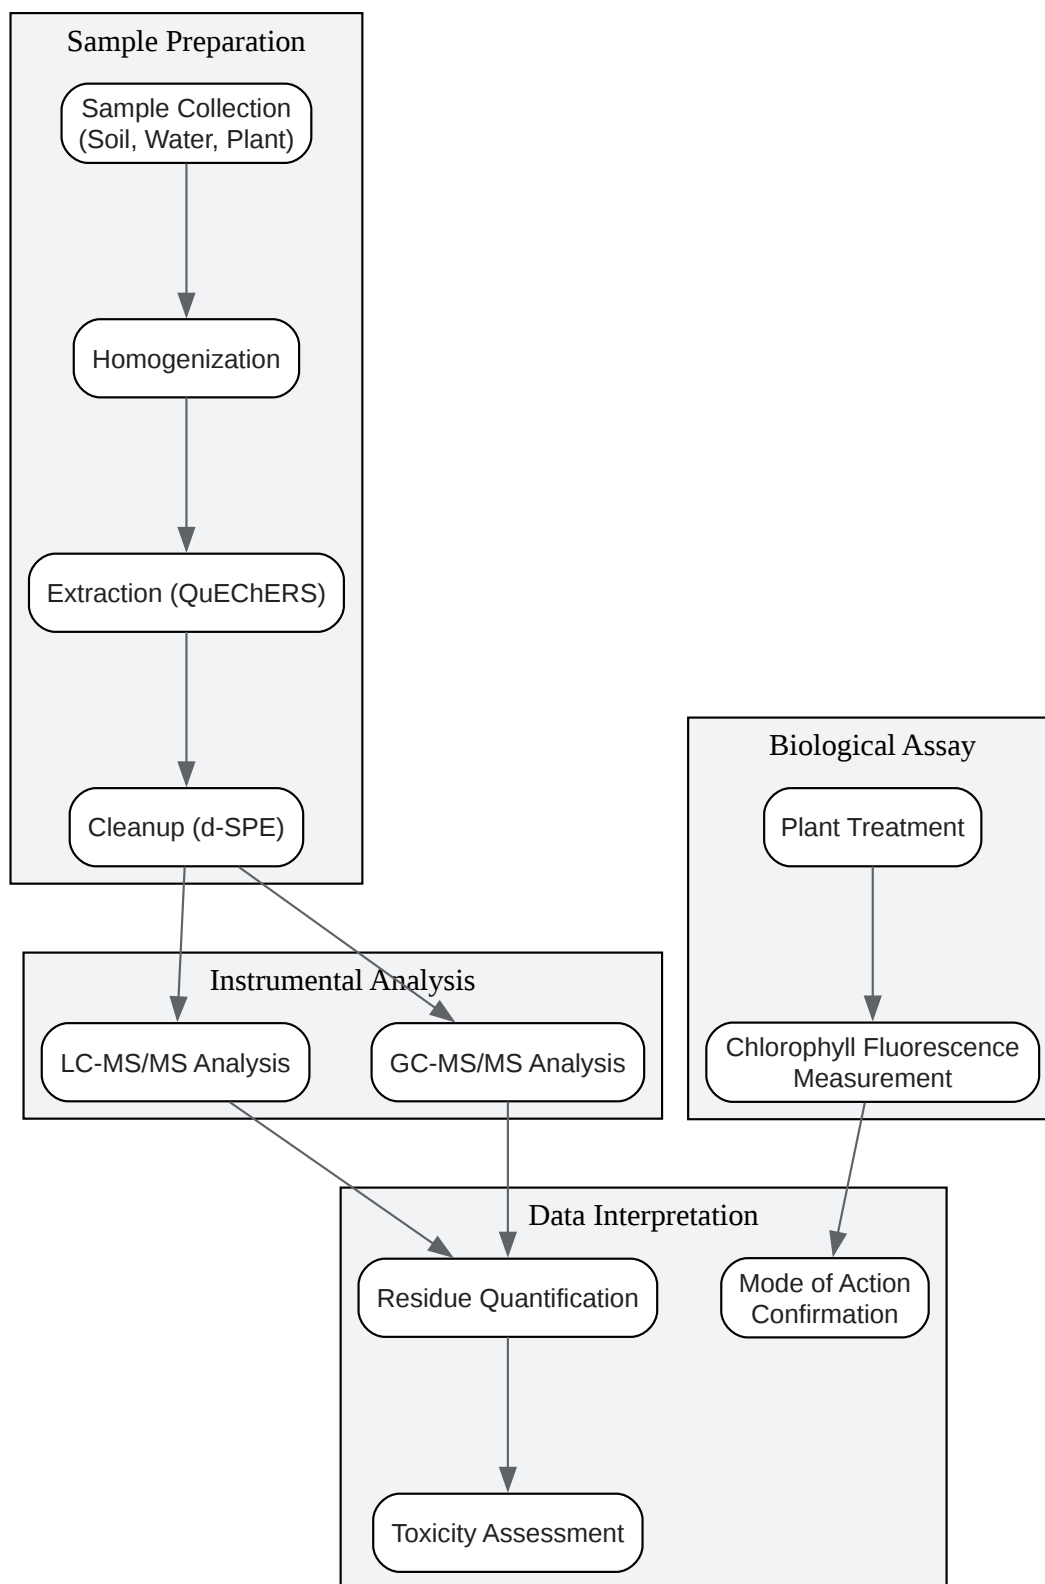 Sample Preparation
Sample Collection
(Soil, Water, Plant)
Homogenization
Extraction (QuEChERS)
Cleanup (d-SPE)
Biological Assay
Plant Treatment
Chlorophyll Fluorescence
Measurement
Instrumental Analysis
LC-MS/MS Analysis
GC-MS/MS Analysis
Data Interpretation
Residue Quantification
Mode of Action
Confirmation
Toxicity Assessment